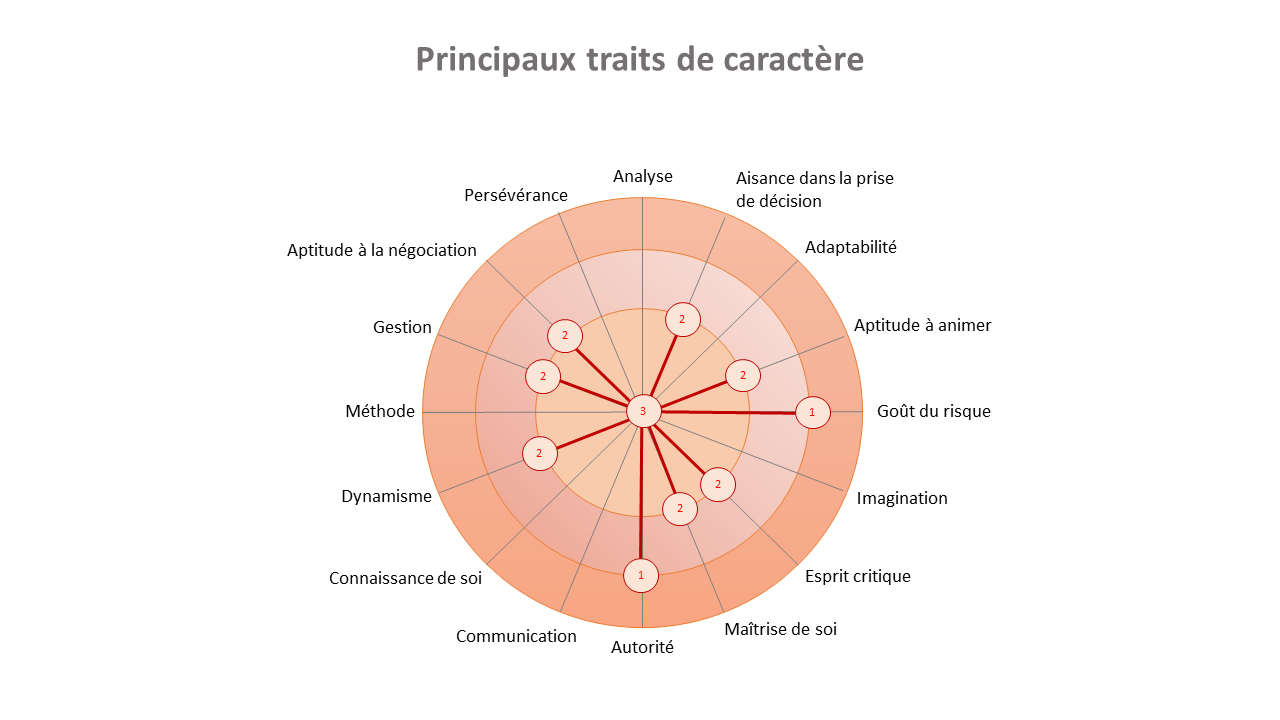 Principaux traits de caractère
Analyse
Aisance dans la prise
de décision
Persévérance
Adaptabilité
Aptitude à la négociation
Aptitude à animer
Gestion
2
2
2
2
Méthode
3
1
Goût du risque
2
2
Dynamisme
Imagination
2
1
Connaissance de soi
Esprit critique
Communication
Maîtrise de soi
Autorité